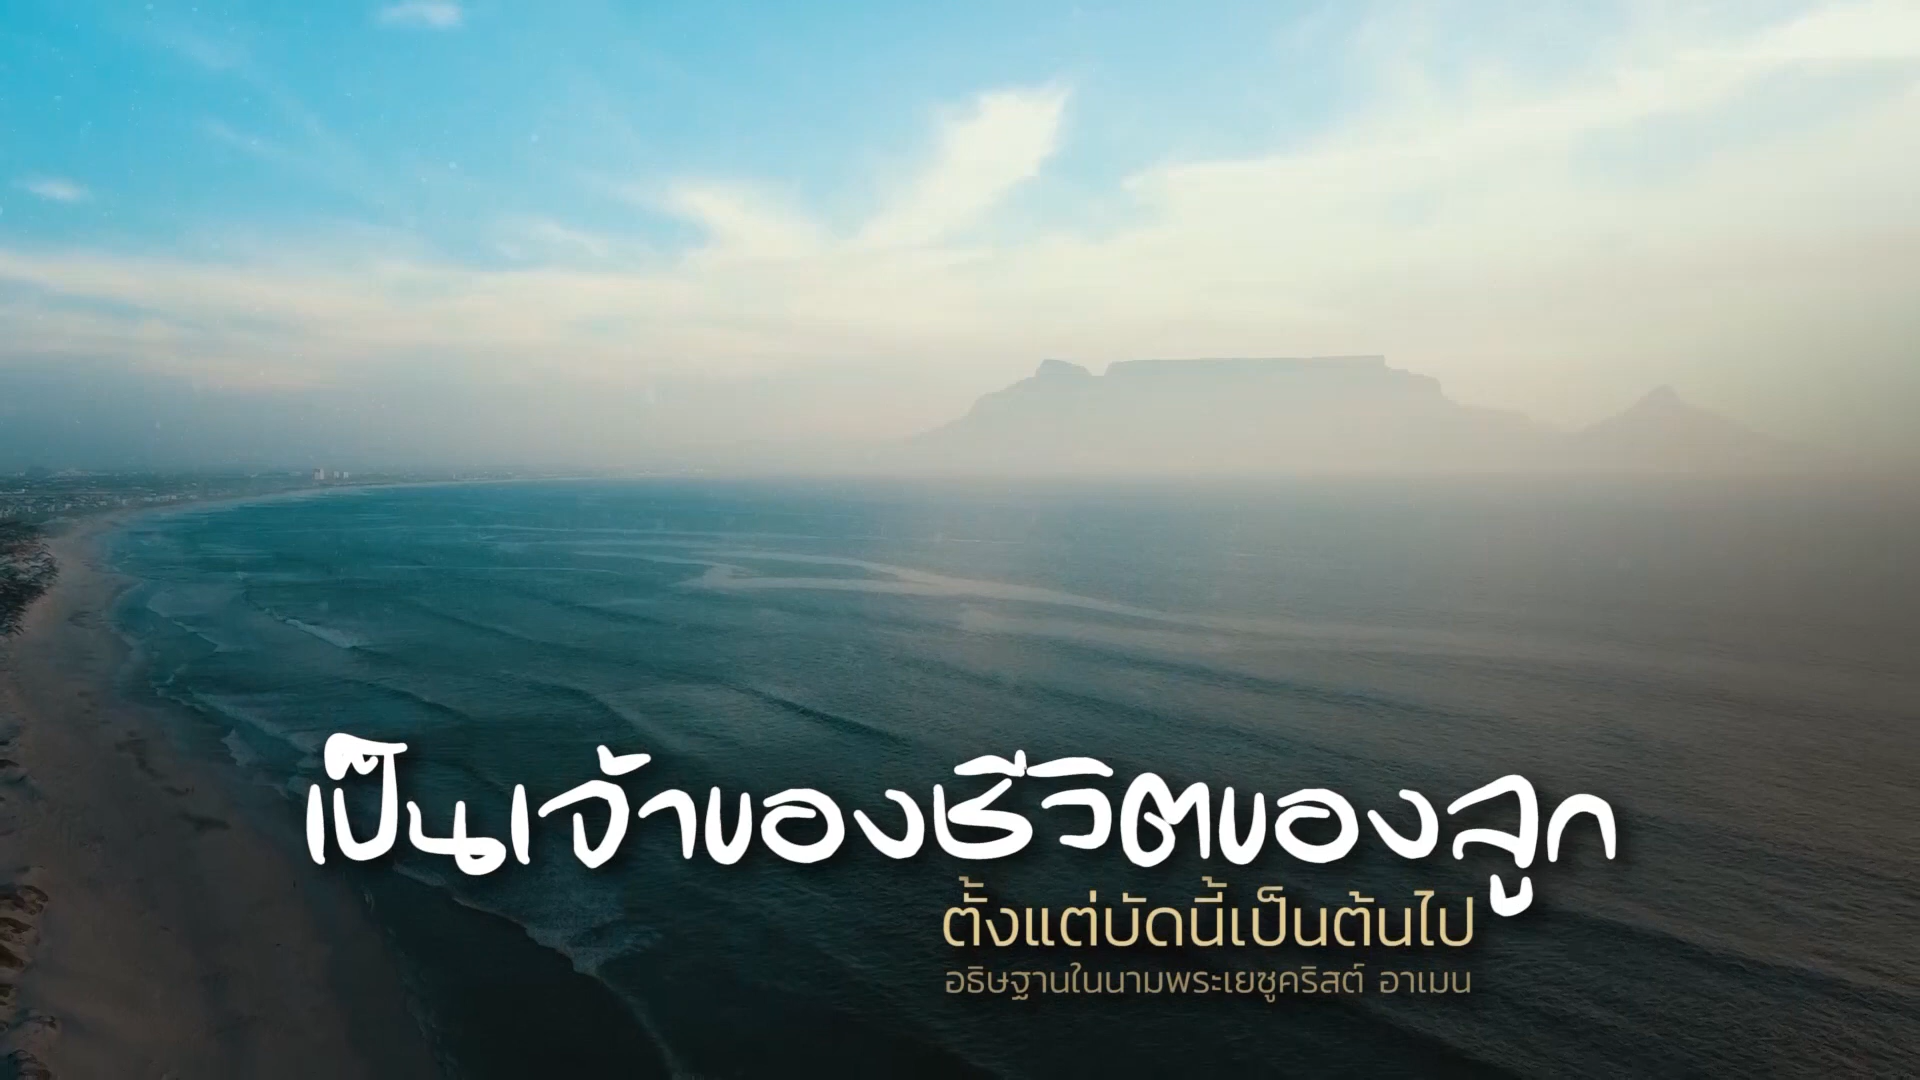 เป็นเจ้าของชีวิตของลูก
ตั้งแต่บัดนี้เป็นต้นไป
อธิษฐานในนามพระเยซูคริสต์ อาเมน